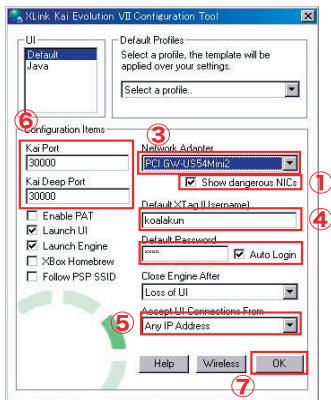 XLink Kai Evolution VII Configuration Tool
UI
Default
Java
Default Profiles
Select a profile, the template will be
applied over your settings.
Select a profile..
⑥
③
Configuration Items
Kai Port
30000
Kai Deep Port
30000
Enable PAT
Launch UI
Launch Engine
XBox Homebrew
Follow PSP SSID
Network Adapter
PCI GW-US54Mini2
Show dangerous NICs
①
Default XTag (Username)
koalakun
④
Default Password
****
Auto Login
Close Engine After
Loss of UI
Accept UI Connections From
⑤
Any IP Address
Help
Wireless
OK
⑦